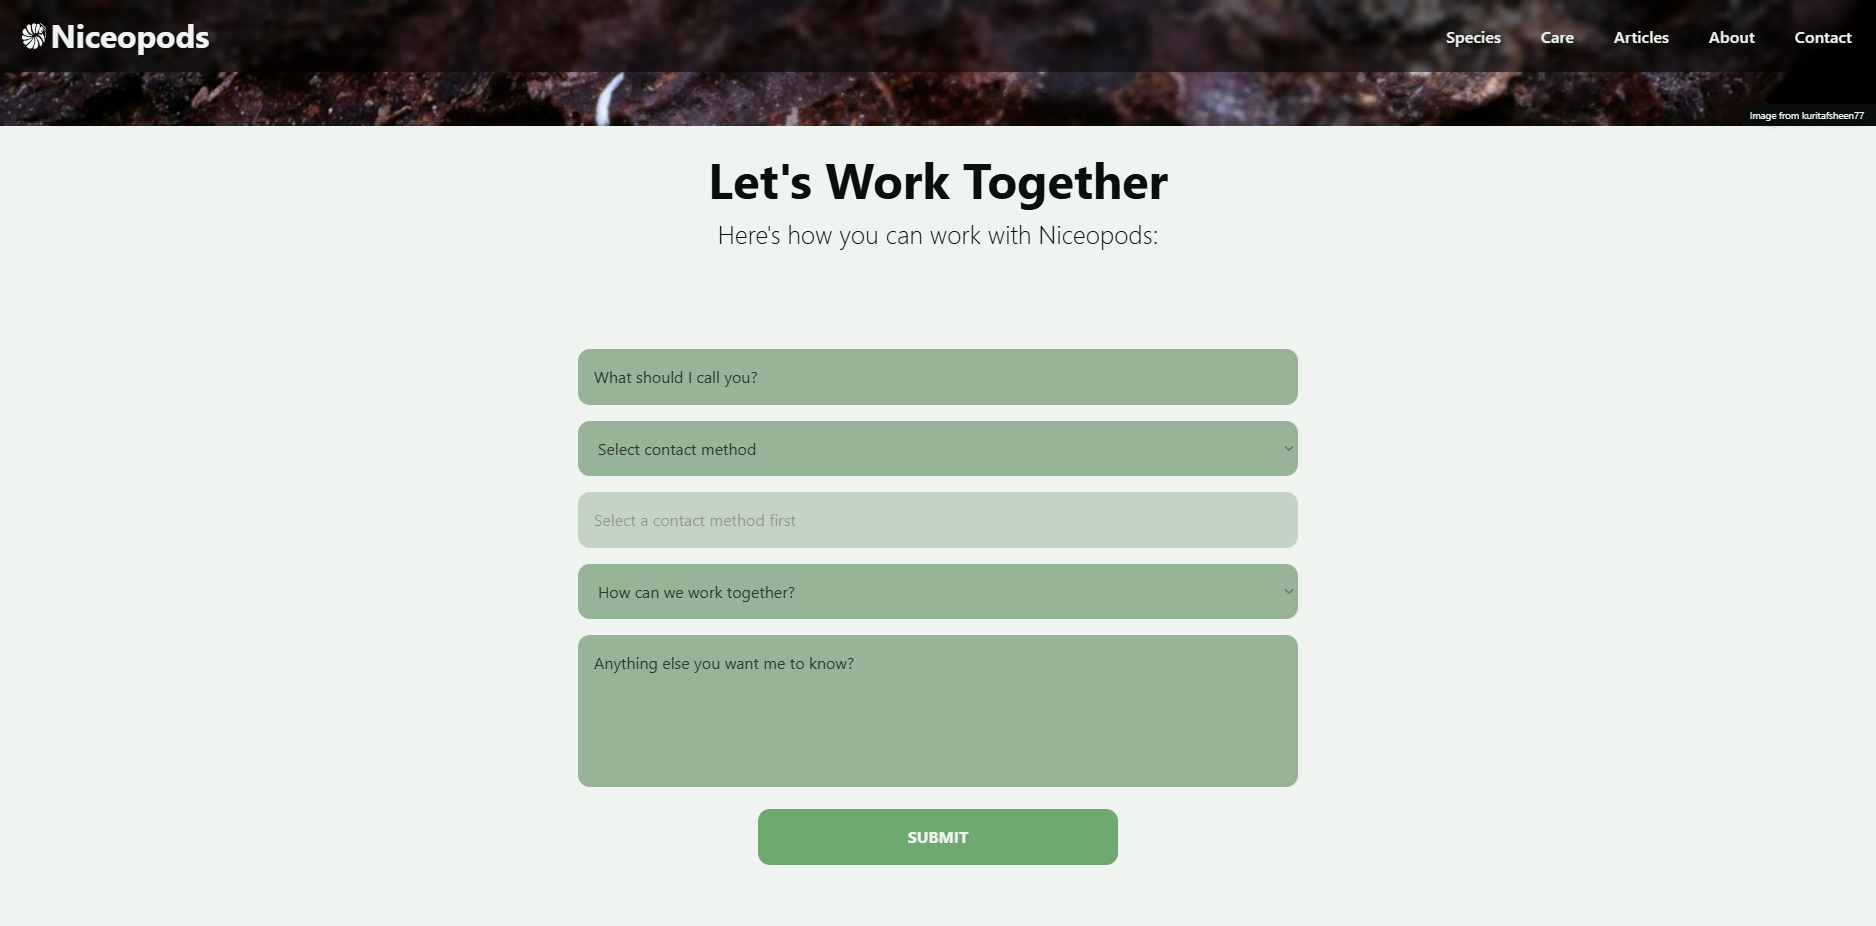 Niceopods
Species
Care
Articles
About
Contact
Image from kuritafsheen77
Let's Work Together
Here's how you can work with Niceopods:
What should I call you?
Select contact method
Select a contact method first
How can we work together?
Anything else you want me to know?
SUBMIT